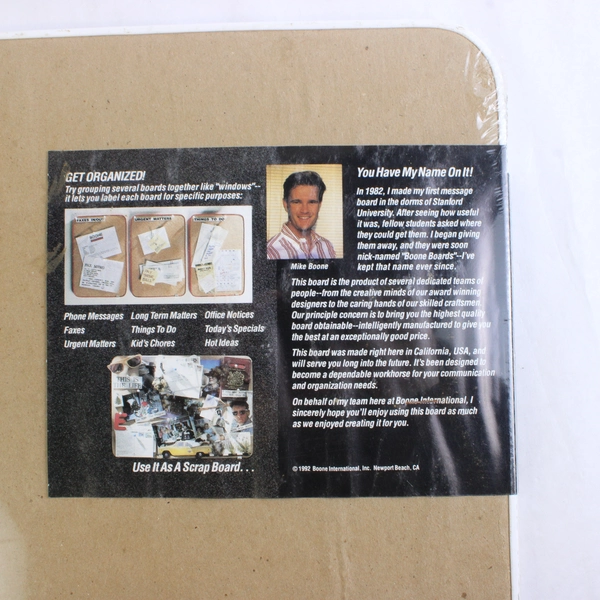 GET ORGANIZED!
Try grouping several boards together like "windows"--
it lets you label each board for specific purposes:
FAXES IN/OUT
URGENT MATTERS
THINGS TO DO
Phone Messages
Long Term Matters
Office Notices
Faxes
Things To Do
Today's Specials
Urgent Matters
Kid's Chores
Hot Ideas
Use It As A Scrap Board. . .
Mike Boone
You Have My Name On It!
In 1982, I made my first message
board in the dorms of Stanford
University. After seeing how useful
it was, fellow students asked where
they could get them. I began giving
them away, and they were soon
nick-named "Boone Boards"--I've
kept that name ever since.
This board is the product of several dedicated teams of
people--from the creative minds of our award winning
designers to the caring hands of our skilled craftsmen.
Our principle concern is to bring you the highest quality
board obtainable--intelligently manufactured to give you
the best at an exceptionally good price.
This board was made right here in California, USA, and
will serve you long into the future. It's been designed to
become a dependable workhorse for your communication
and organization needs.
On behalf of my team here at Boone International, I
sincerely hope you'll enjoy using this board as much
as we enjoyed creating it for you.
© 1992 Boone International, Inc. Newport Beach, CA